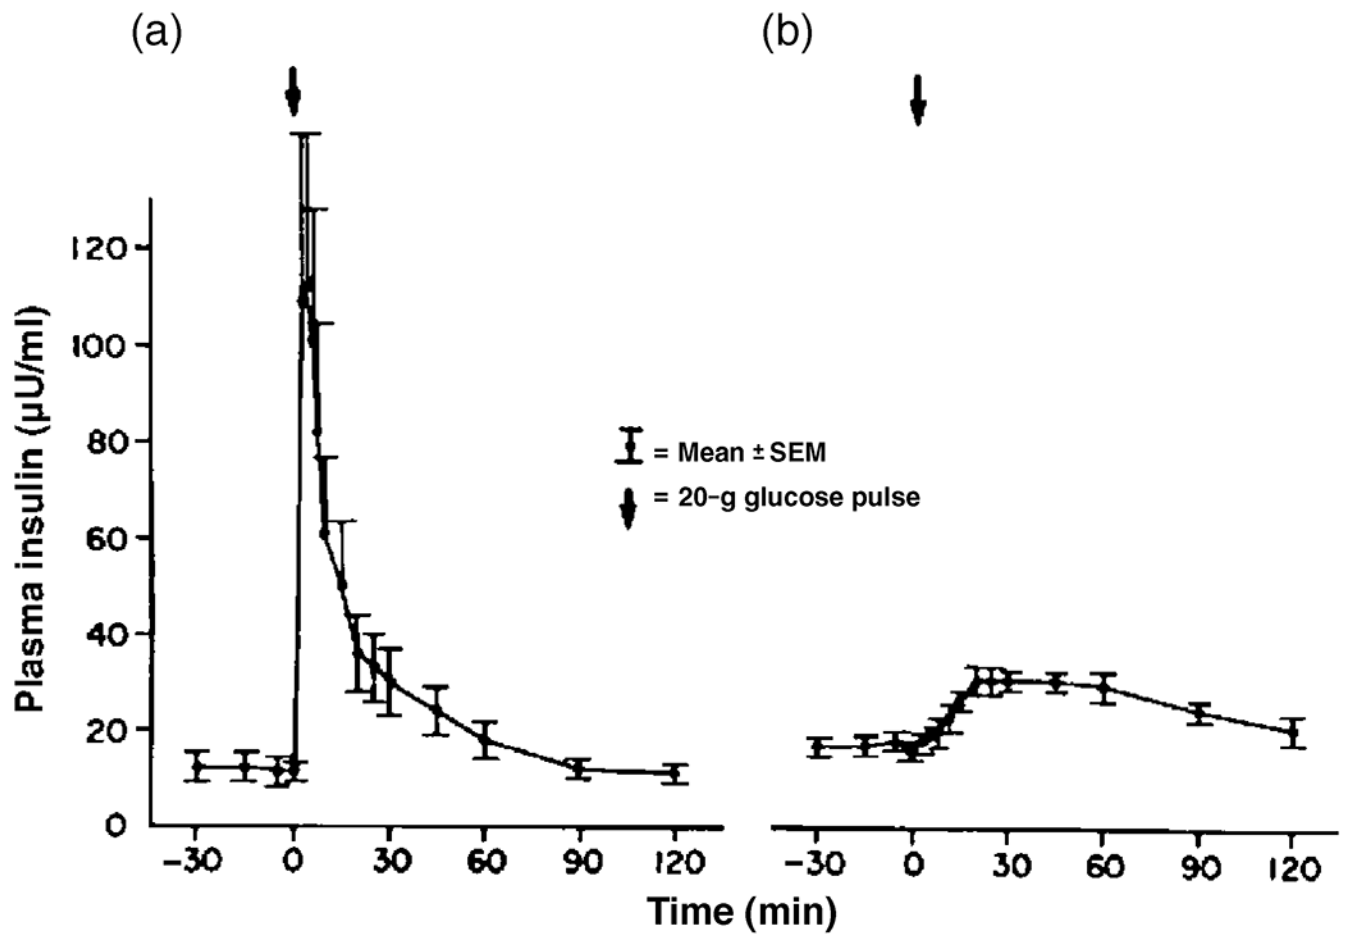 (a)
(b)
120
100
80
60
40
20
0
Plasma insulin (µU/ml)
= Mean ± SEM
= 20-g glucose pulse
-30 0 30 60 90 120
-30 0 30 60 90 120
Time (min)